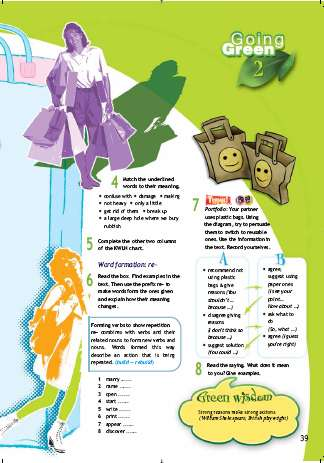 Going
Green
2
4 Match the underlined
words to their meaning.
• confuse with • damage • making
• not heavy • only a little
• get rid of them • break up
• a large deep hole where we bury
rubbish
5 Complete the other two columns
of the KWLH chart.
Word formation: re-
6 Read the box. Find examples in the
text. Then use the prefix re- to
make words form the ones given
and explain how their meaning
changes.
Forming verbs to show repetition
re- combines with verbs and their
related nouns to form new verbs and
nouns. Words formed this way
describe an action that is being
repeated. (build – rebuild)
1 marry ........
2 name ........
3 open ........
4 start ........
5 write ........
6 print ........
7 appear ........
8 discover ........
7
Portfolio: Your partner
uses plastic bags. Using
the diagram, try to persuade
them to switch to reusable
ones. Use the information in
the text. Record yourselves.
A
• recommend not
using plastic
bags & give
reasons (You
shouldn't ...
because ...)
• disagree giving
reasons
(I don't think so
because ...)
• suggest solution
(You could ...)
B
• agree,
suggest using
paper ones
(I see your
point...
How about ...)
• ask what to
do
(So, what ...)
• agree (I guess
you're right)
8 Read the saying. What does it mean
to you? Give examples.
Green wisdom
Strong reasons make strong actions.
(William Shakespeare, British playwright)
39